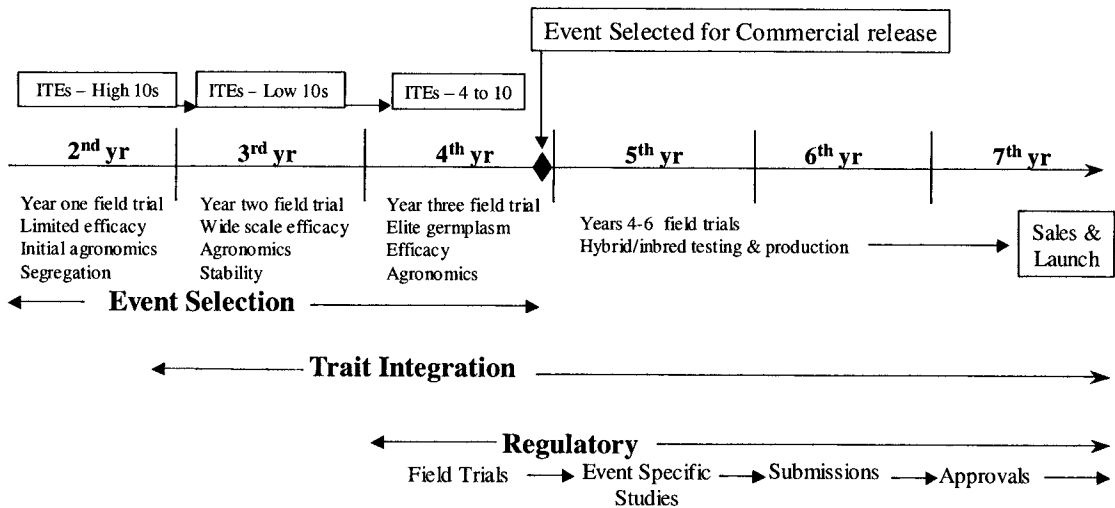 Event Selected for Commercial release
ITEs – High 10s
ITEs – Low 10s
ITEs – 4 to 10
2nd yr
3rd yr
4th yr
5th yr
6th yr
7th yr
Year one field trial
Limited efficacy
Initial agronomics
Segregation
Year two field trial
Wide scale efficacy
Agronomics
Stability
Year three field trial
Elite germplasm
Efficacy
Agronomics
Years 4-6 field trials
Hybrid/inbred testing & production
Sales &
Launch
Event Selection
Trait Integration
Regulatory
Field Trials
Event Specific
Studies
Submissions
Approvals